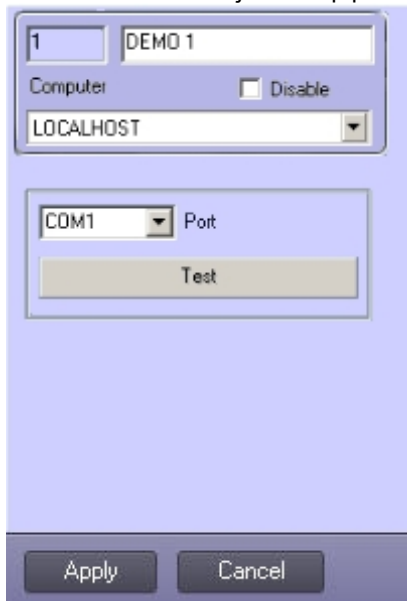 1 DEMO 1
Computer Disable
LOCALHOST
COM1 Port
Test
Apply Cancel